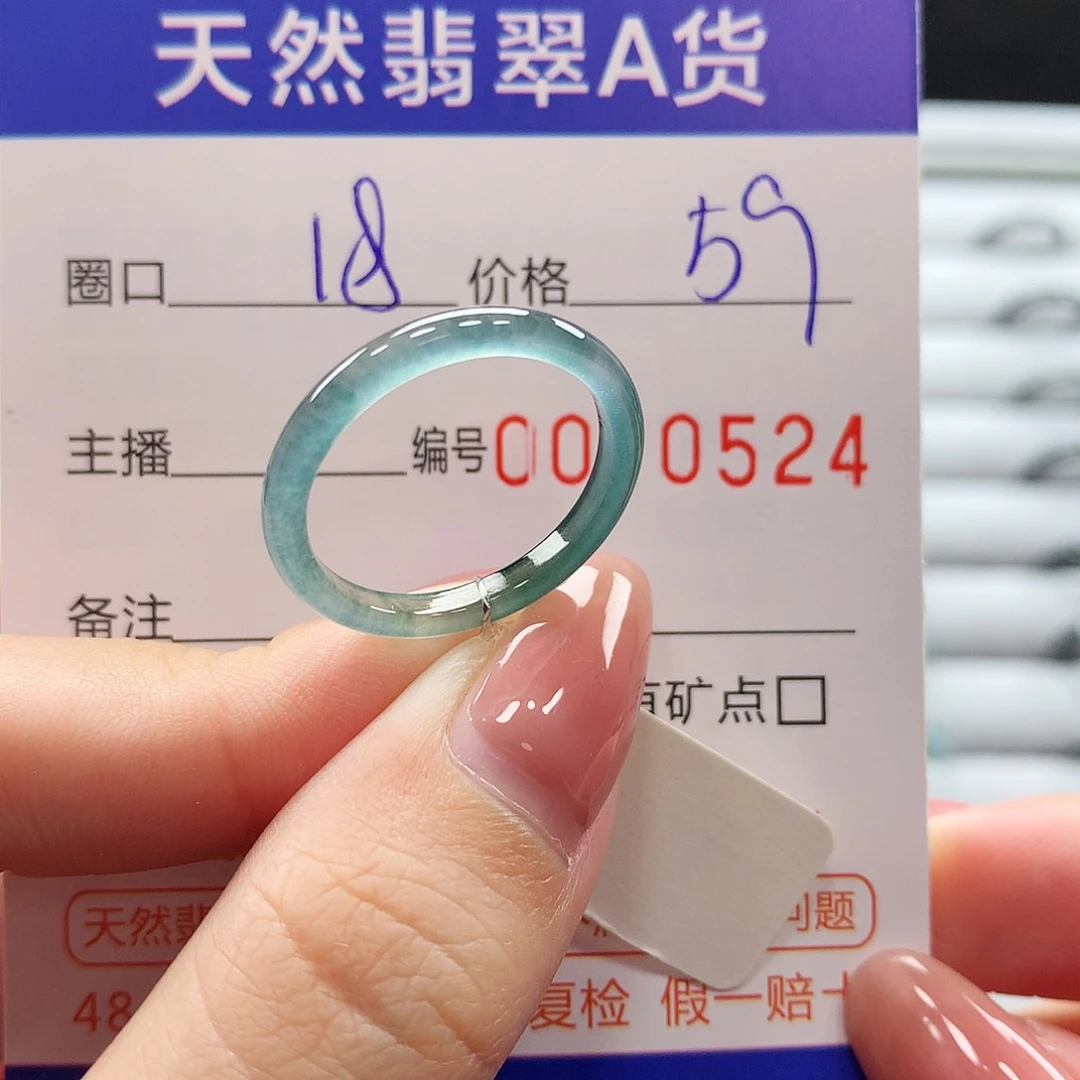 天然翡翠A货
圈口 18 价格 59
主播 编号 00 0524
备注
矿点□
天然翡 问题
48 复检 假一赔十